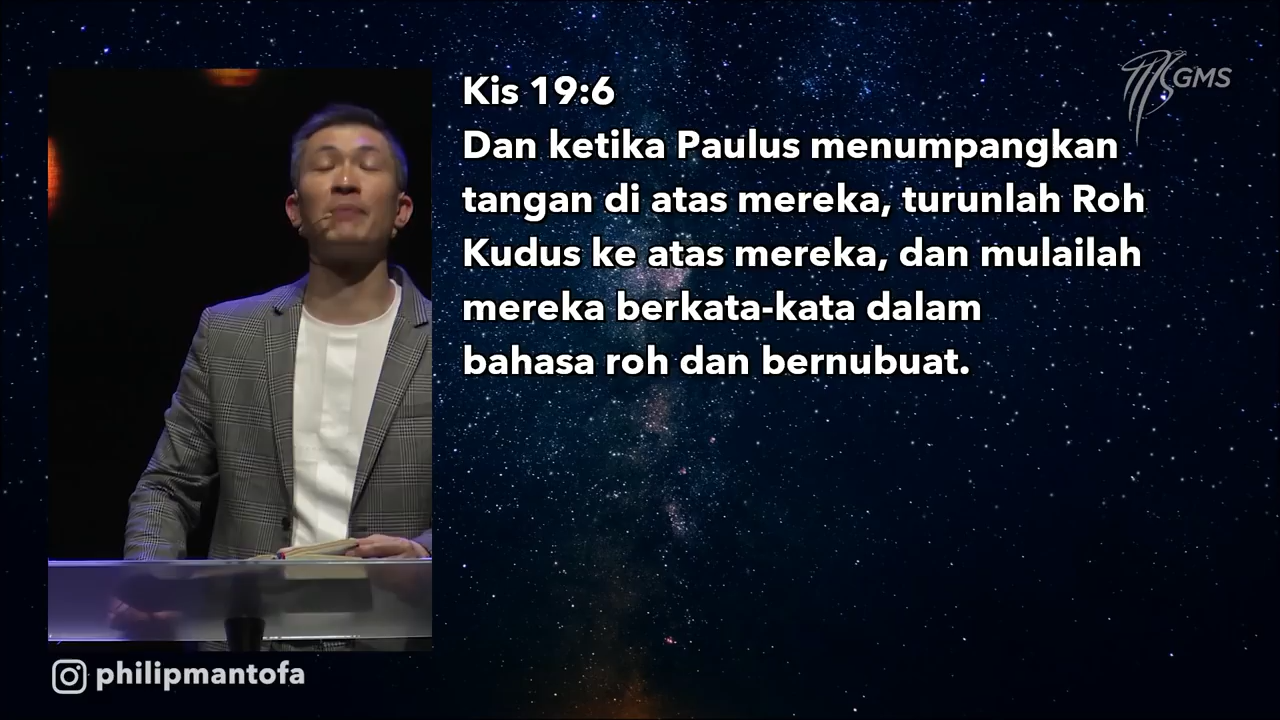 Kis 19:6
Dan ketika Paulus menumpangkan
tangan di atas mereka, turunlah Roh
Kudus ke atas mereka, dan mulailah
mereka berkata-kata dalam
bahasa roh dan bernubuat.
GMS
philipmantofa